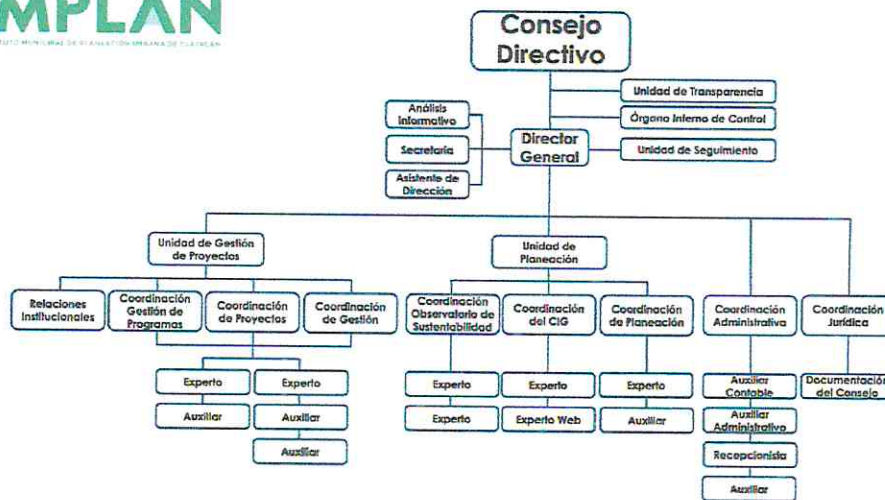 MPLAN
Consejo
Directivo
Unidad de Transparencia
Órgano Interno de Control
Análisis
Informativo
Secretaría
Asistente de
Dirección
Director
General
Unidad de Seguimiento
Unidad de Gestión
de Proyectos
Unidad de
Planeación
Relaciones
Institucionales
Coordinación
Gestión de
Programas
Coordinación
de Proyectos
Coordinación
de Gestión
Coordinación
Observatorio de
Sustentabilidad
Coordinación
del CIG
Coordinación
de Planeación
Coordinación
Administrativa
Coordinación
Jurídica
Experto
Auxiliar
Experto
Auxiliar
Auxiliar
Experto
Experto
Experto
Experto Web
Experto
Auxiliar
Auxiliar
Contable
Auxiliar
Administrativo
Recepcionista
Auxiliar
Documentación
del Consejo